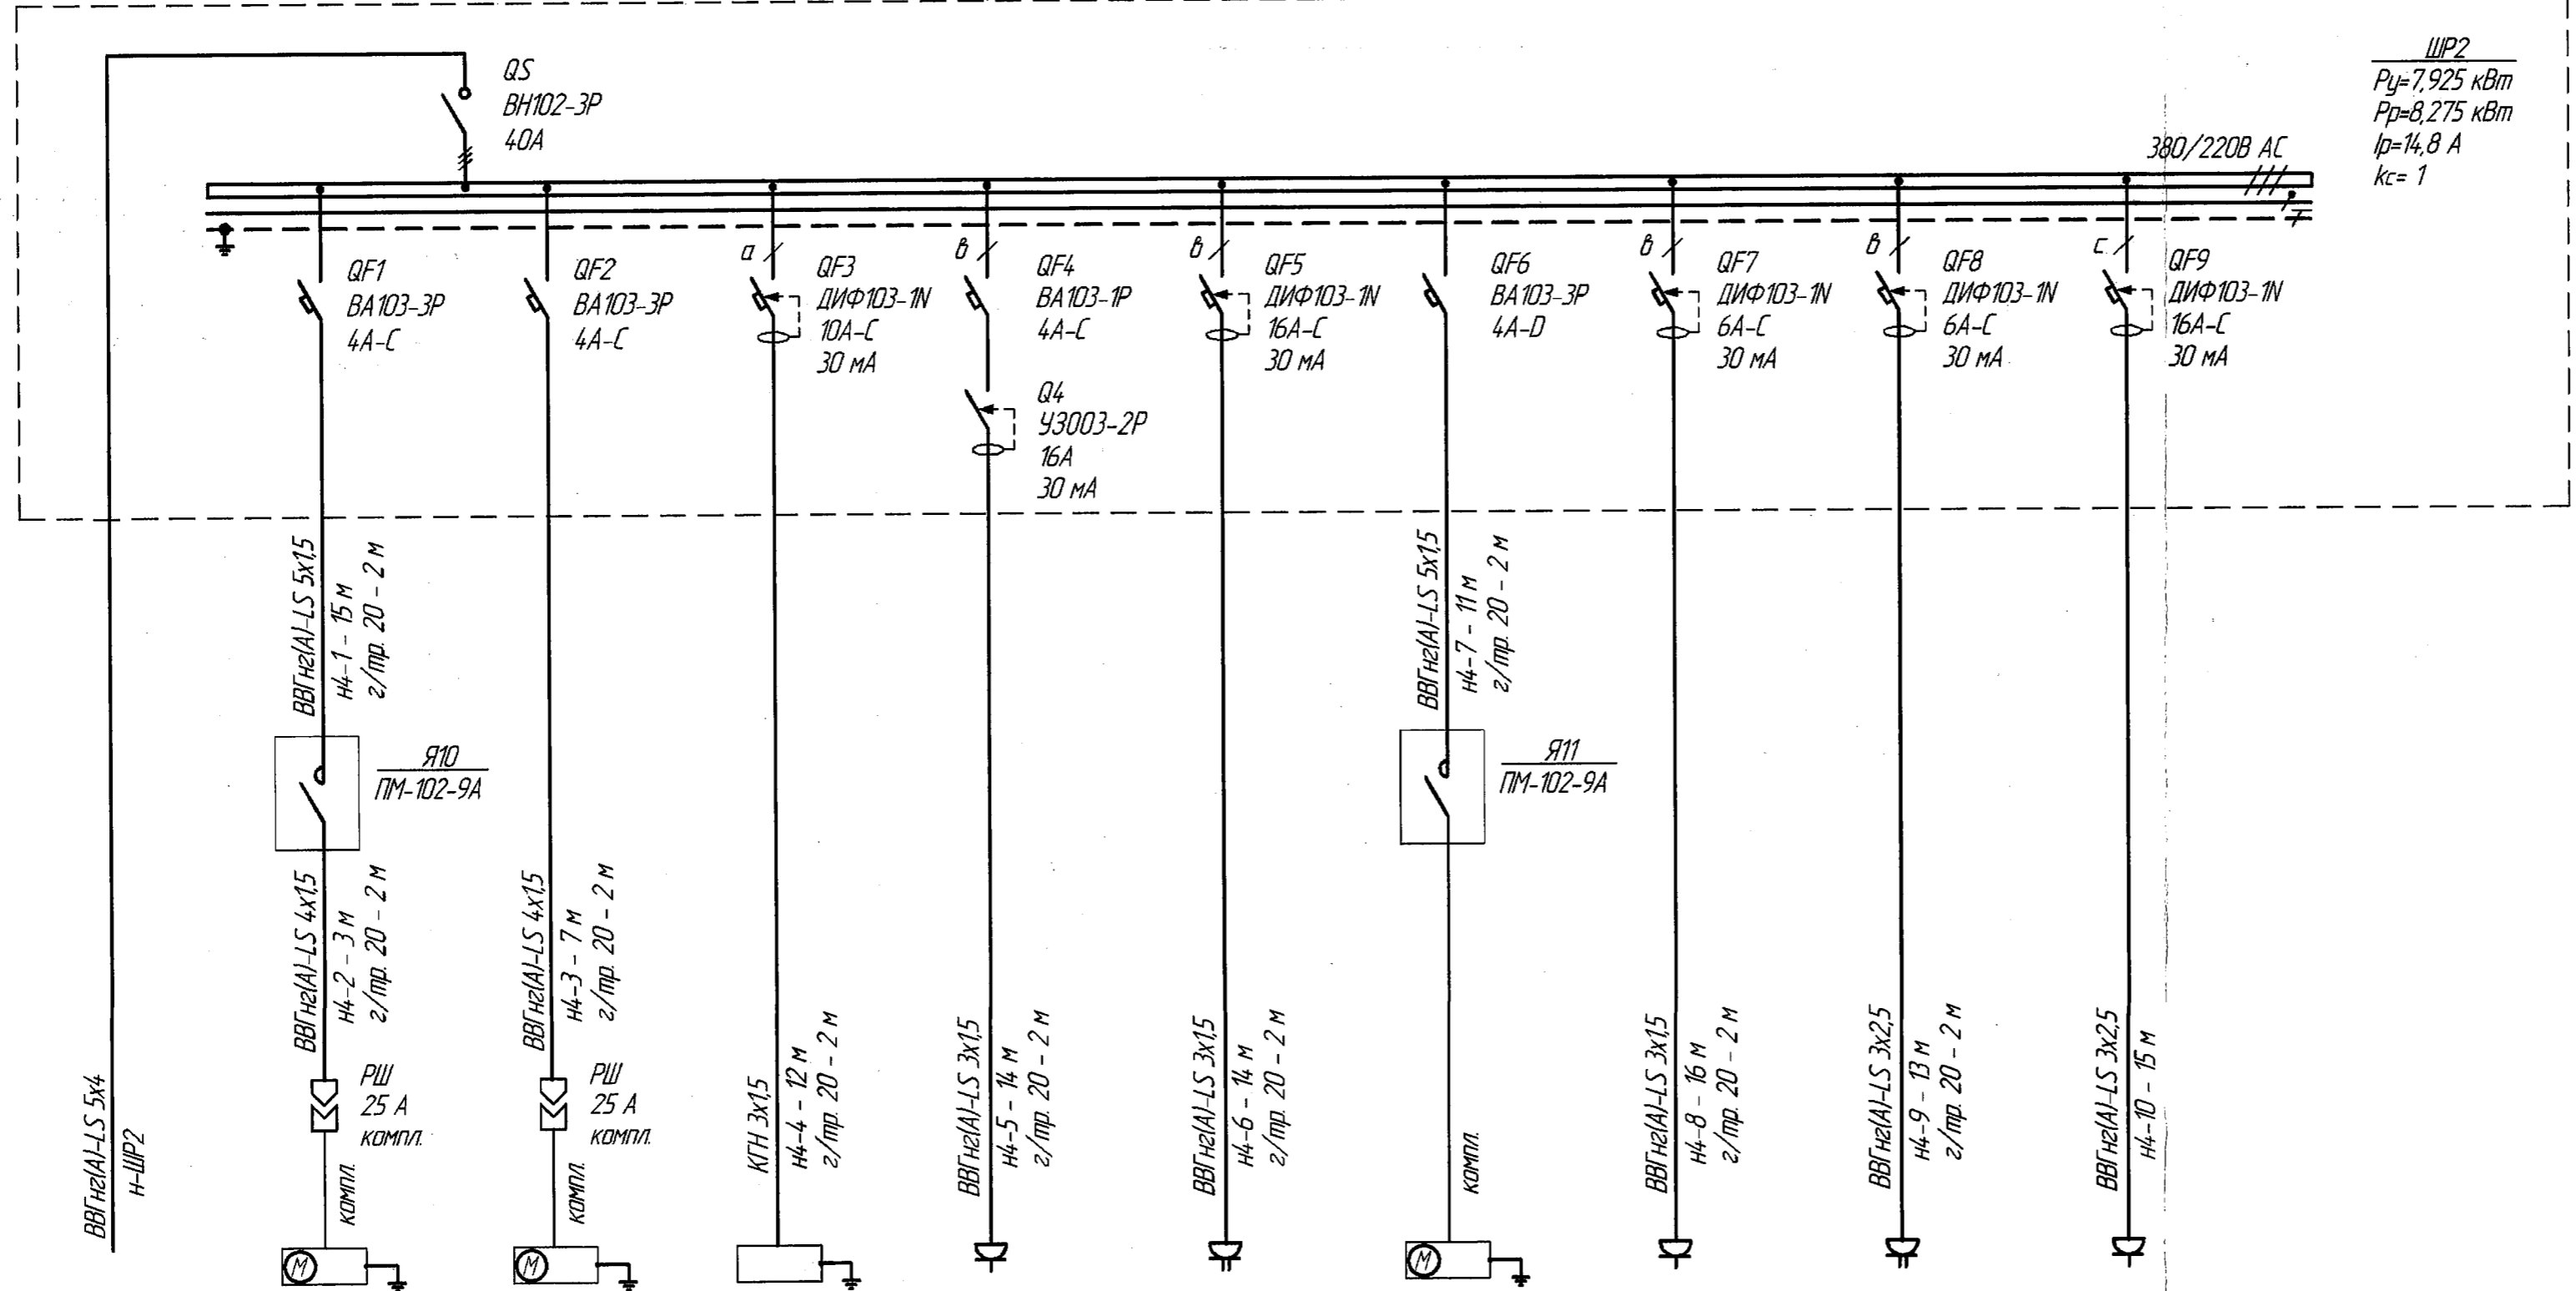 QS
ВН102-3Р
40А
ШР2
Ру=7,925 кВт
Рр=8,275 кВт
Iр=14,8 А
kc= 1
380/220В АС
QF1
ВА103-3Р
4А-С
QF2
ВА103-3Р
4А-С
а
QF3
ДИФ103-1N
10А-С
30 мА
в
QF4
ВА103-1Р
4А-С
Q4
УЗ003-2Р
16А
30 мА
в
QF5
ДИФ103-1N
16А-С
30 мА
QF6
ВА103-3Р
4А-D
в
QF7
ДИФ103-1N
6А-С
30 мА
в
QF8
ДИФ103-1N
6А-С
30 мА
с
QF9
ДИФ103-1N
16А-С
30 мА
ВВГнг(А)-LS 5х4
н-ШР2
ВВГнг(А)-LS 5х1,5
н4-1 - 15 м
г/тр. 20 - 2 м
Я10
ПМ-102-9А
ВВГнг(А)-LS 4х1,5
н4-2 - 3 м
г/тр. 20 - 2 м
РШ
25 А
компл.
компл.
М
ВВГнг(А)-LS 4х1,5
н4-3 - 7 м
г/тр. 20 - 2 м
РШ
25 А
компл.
компл.
М
КГН 3х1,5
н4-4 - 12 м
г/тр. 20 - 2 м
ВВГнг(А)-LS 3х1,5
н4-5 - 14 м
г/тр. 20 - 2 м
ВВГнг(А)-LS 3х1,5
н4-6 - 14 м
г/тр. 20 - 2 м
ВВГнг(А)-LS 5х1,5
н4-7 - 11 м
г/тр. 20 - 2 м
Я11
ПМ-102-9А
компл.
М
ВВГнг(А)-LS 3х1,5
н4-8 - 16 м
г/тр. 20 - 2 м
ВВГнг(А)-LS 3х2,5
н4-9 - 13 м
г/тр. 20 - 2 м
ВВГнг(А)-LS 3х2,5
н4-10 - 15 м